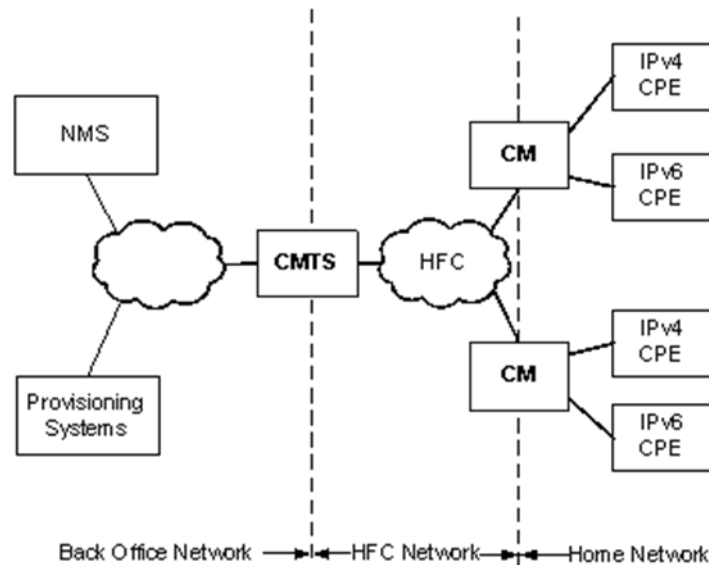 IPv4
CPE
NMS
CM
IPv6
CPE
CMTS
HFC
IPv4
CPE
CM
Provisioning
Systems
IPv6
CPE
Back Office Network
HFC Network
Home Network